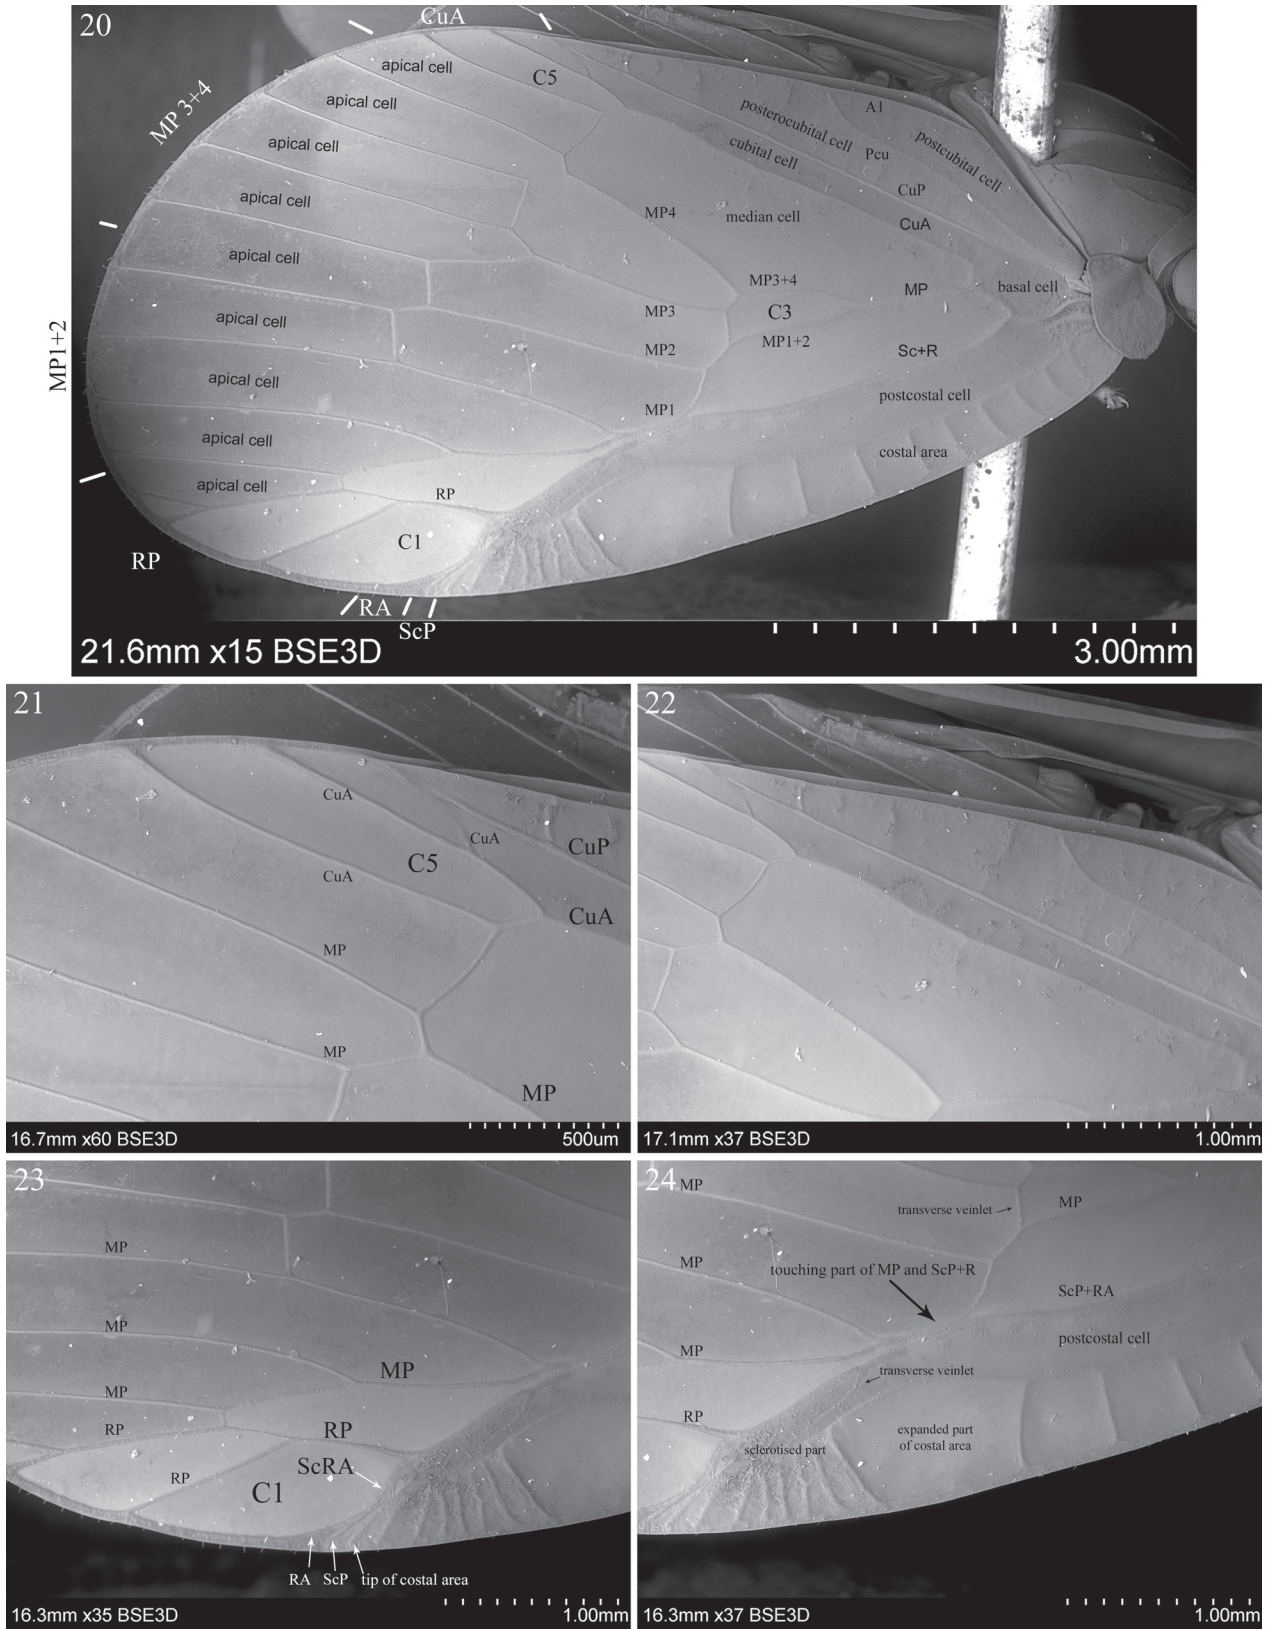 20
CuA
apical cell
C5
apical cell
MP 3+4
A1
posterocubital cell
postcubital cell
apical cell
cubital cell
Pcu
CuP
apical cell
MP4
median cell
CuA
apical cell
MP3+4
MP
basal cell
apical cell
MP3
C3
MP1+2
MP1+2
MP2
Sc+R
apical cell
postcostal cell
MP1
apical cell
costal area
apical cell
RP
C1
RP
RA
ScP
21.6mm x15 BSE3D
3.00mm
21
CuA
CuA
CuP
C5
CuA
CuA
MP
MP
MP
16.7mm x60 BSE3D
500um
22
17.1mm x37 BSE3D
1.00mm
23
MP
MP
MP
MP
RP
RP
ScRA
RP
C1
RA
ScP
tip of costal area
16.3mm x35 BSE3D
1.00mm
24
MP
transverse veinlet
MP
MP
touching part of MP and ScP+R
ScP+RA
postcostal cell
MP
transverse veinlet
RP
expanded part
of costal area
sclerotised part
16.3mm x37 BSE3D
1.00mm